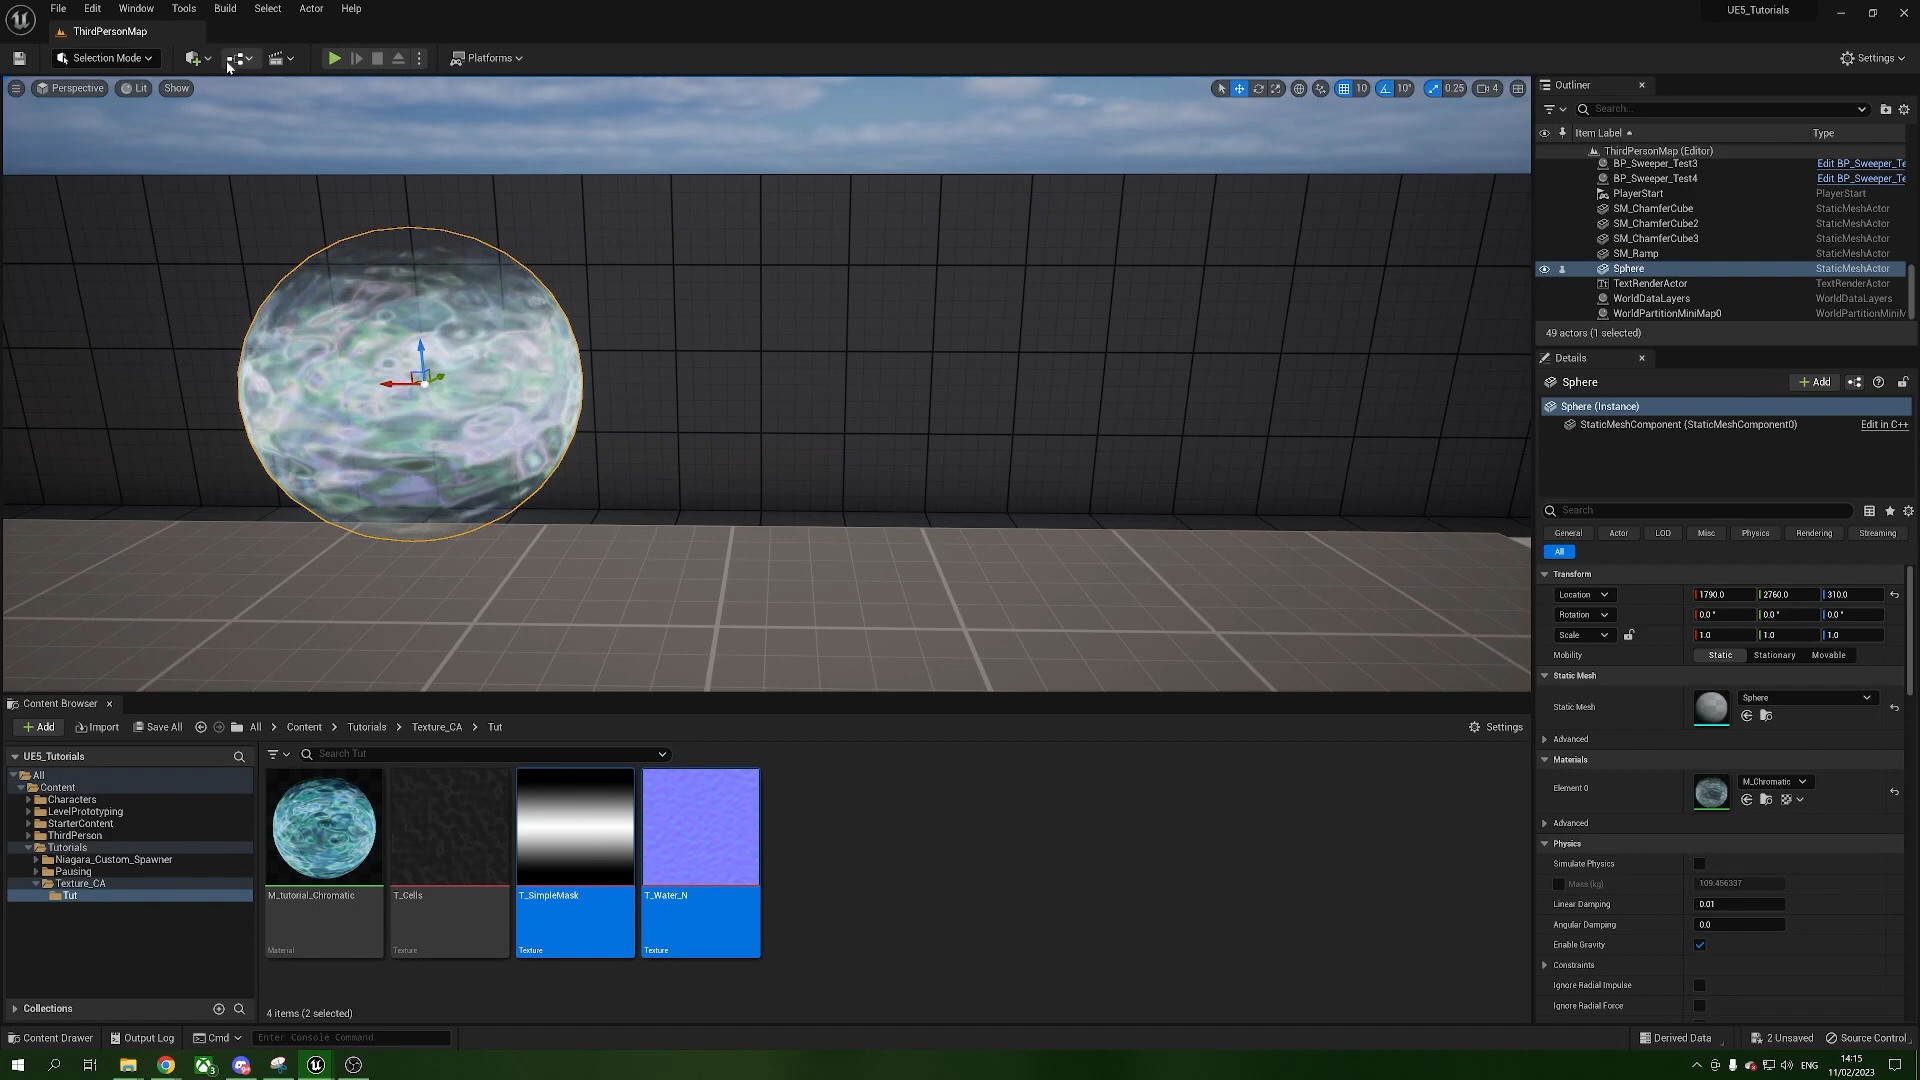 File Edit Window Tools Build Select Actor Help
UE5_Tutorials
ThirdPersonMap
Selection Mode
Platforms
Settings
Perspective Lit Show
10 10° 0.25 4
Outliner
Search...
Item Label Type
ThirdPersonMap (Editor)
BP_Sweeper_Test3 Edit BP_Sweeper_Te
BP_Sweeper_Test4 Edit BP_Sweeper_Te
PlayerStart PlayerStart
SM_ChamferCube StaticMeshActor
SM_ChamferCube2 StaticMeshActor
SM_ChamferCube3 StaticMeshActor
SM_Ramp StaticMeshActor
Sphere StaticMeshActor
TextRenderActor TextRenderActor
WorldDataLayers WorldDataLayers
WorldPartitionMiniMap0 WorldPartitionMiniM
49 actors (1 selected)
Details
Sphere
Add
Sphere (Instance)
StaticMeshComponent (StaticMeshComponent0) Edit in C++
Search
General Actor LOD Misc Physics Rendering Streaming
All
Transform
Location 1790.0 2760.0 310.0
Rotation 0.0 ° 0.0 ° 0.0 °
Scale 1.0 1.0 1.0
Mobility Static Stationary Movable
Static Mesh
Static Mesh Sphere
Advanced
Materials
Element 0 M_Chromatic
Advanced
Physics
Simulate Physics
Mass (kg) 109.456337
Linear Damping 0.01
Angular Damping 0.0
Enable Gravity
Constraints
Ignore Radial Impulse
Ignore Radial Force
Content Browser
Add Import Save All All > Content > Tutorials > Texture_CA > Tut
Settings
UE5_Tutorials
Search Tut
All
Content
Characters
LevelPrototyping
StarterContent
ThirdPerson
Tutorials
Niagara_Custom_Spawner
Pausing
Texture_CA
Tut
M_tutorial_Chromatic T_Cells T_SimpleMask T_Water_N
Material Texture Texture Texture
Collections
4 items (2 selected)
Content Drawer Output Log Cmd Enter Console Command
Derived Data 2 Unsaved Source Control
ENG
14:15
11/02/2023